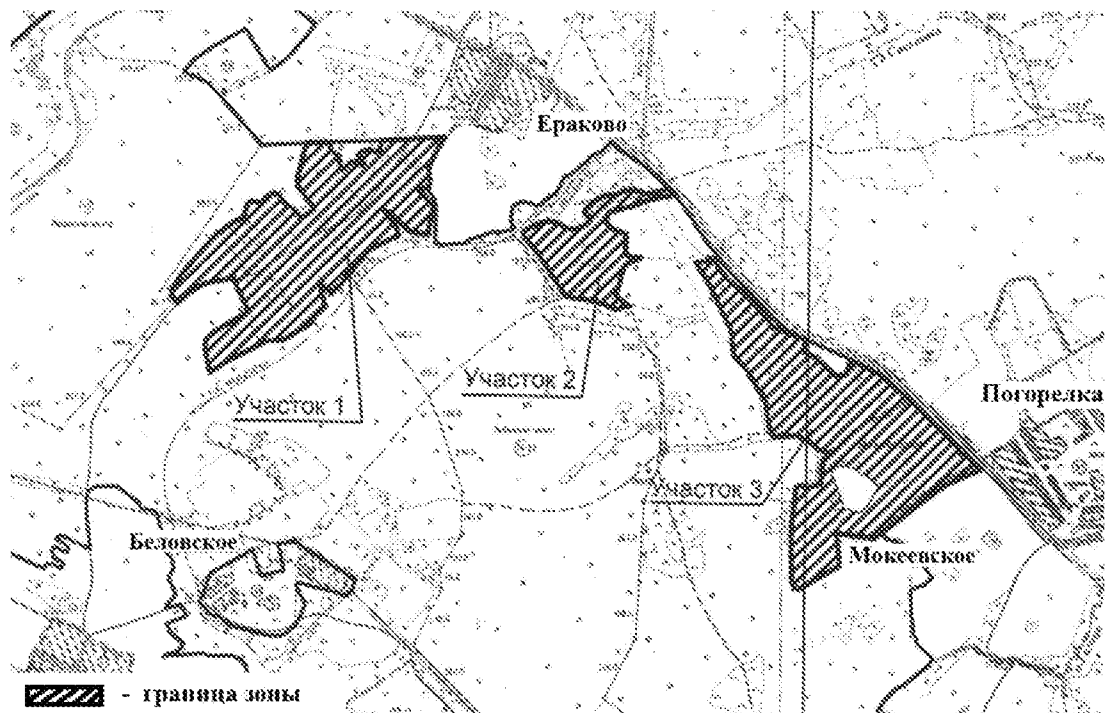 Ераково
Погорелка
Участок 1
Участок 2
Участок 3
Беловское
Мокеевское
- граница зоны